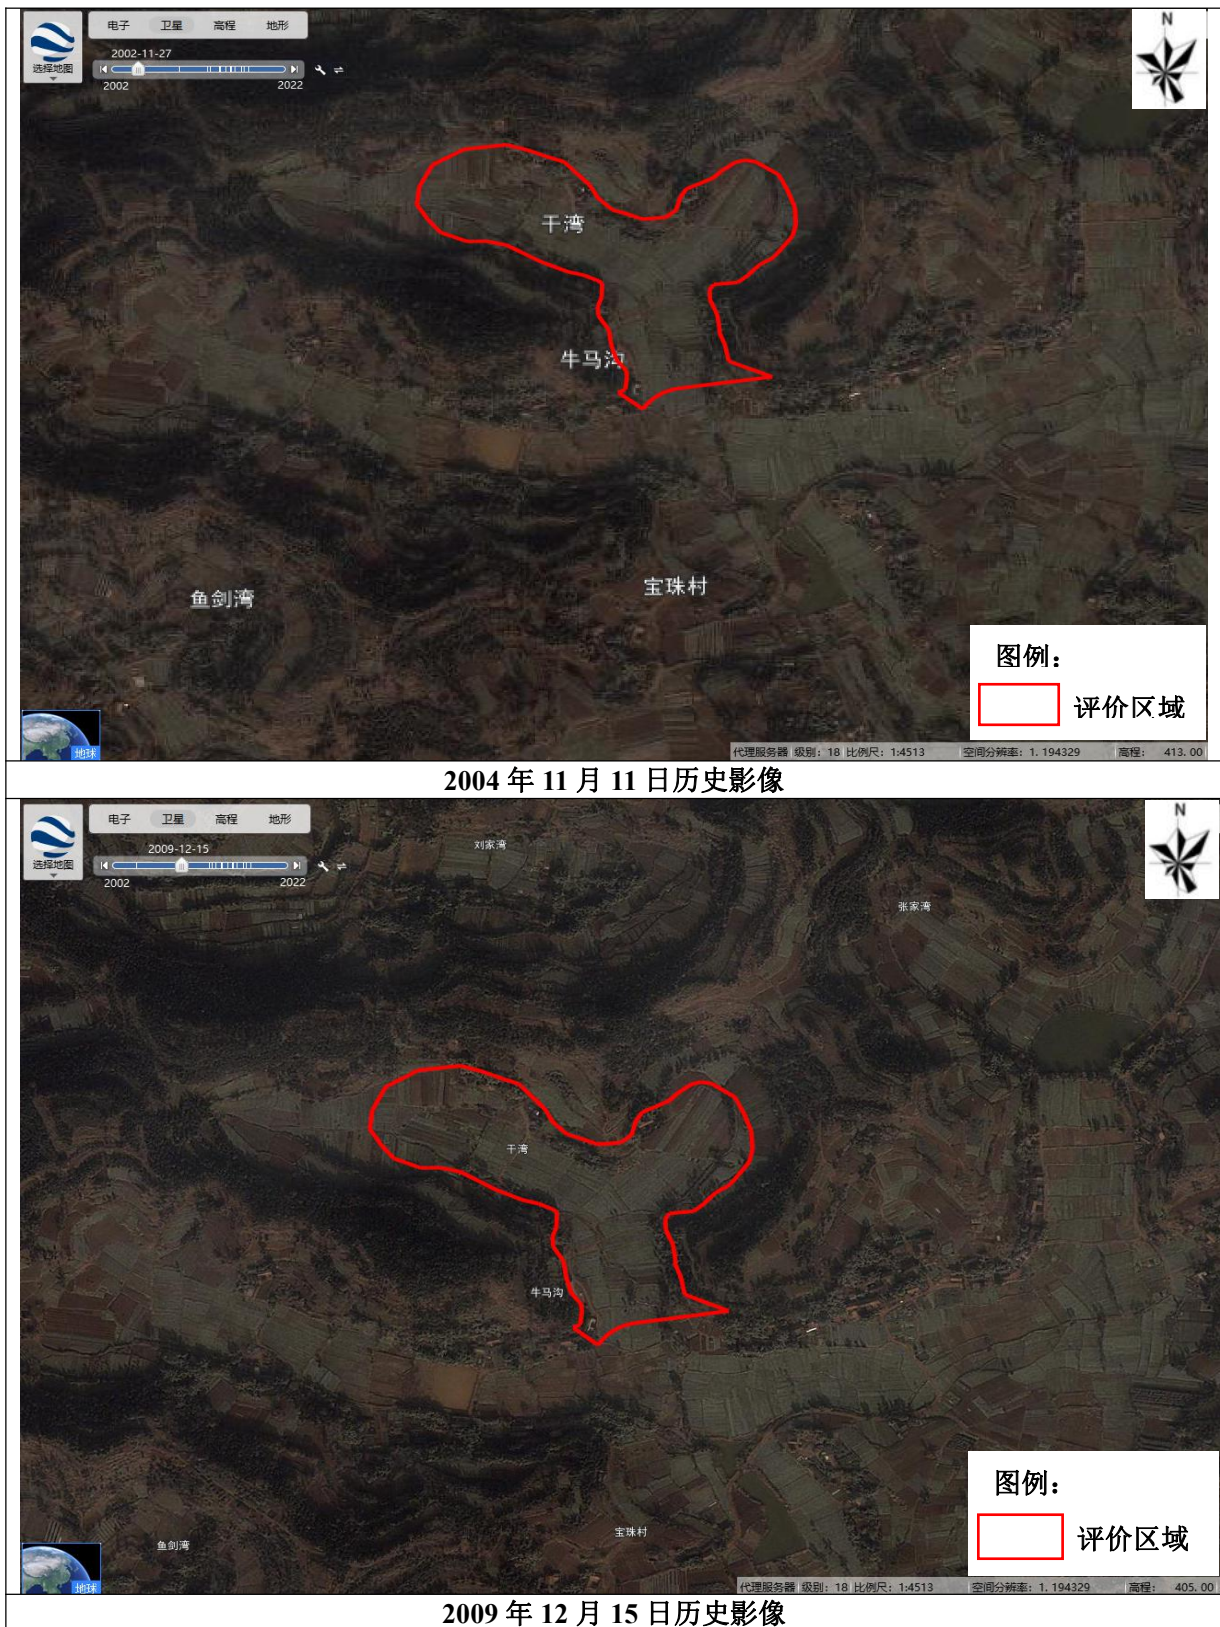 电子 卫星 高程 地形
N
选择地图
2002-11-27
2002 2022
干湾
牛马沟
鱼剑湾
宝珠村
图例：
评价区域
地球
代理服务器 级别：18 比例尺：1:4513 空间分辨率：1.194329 高程： 413.00
2004 年 11 月 11 日历史影像
电子 卫星 高程 地形
N
选择地图
2009-12-15
2002 2022
刘家湾
张家湾
干湾
牛马沟
宝珠村
鱼剑湾
图例：
评价区域
地球
代理服务器 级别：18 比例尺：1:4513 空间分辨率：1.194329 高程： 405.00
2009 年 12 月 15 日历史影像